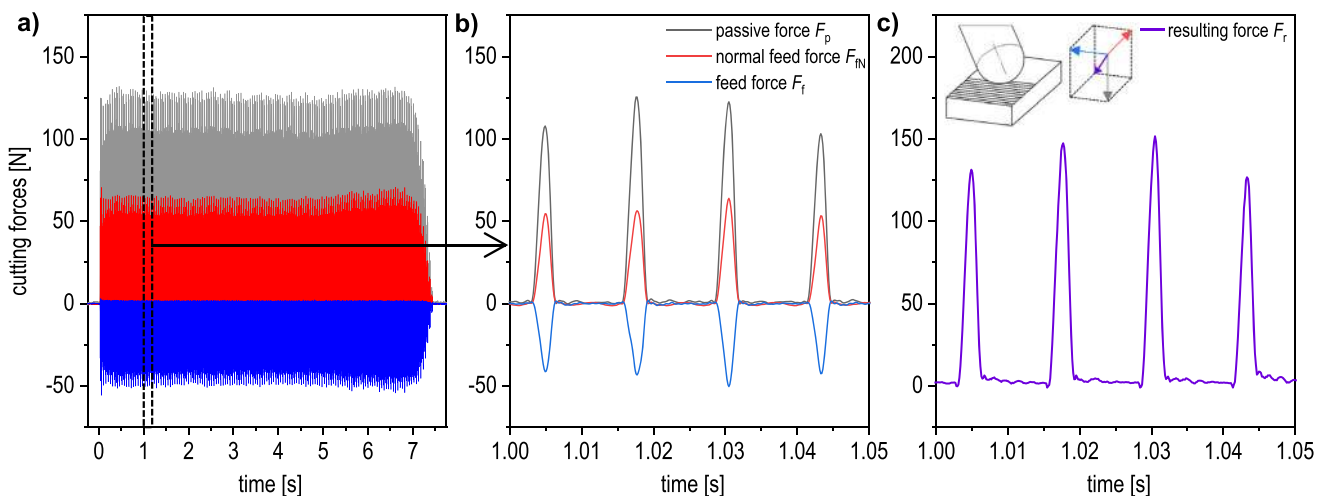 a)
b)
c)
passive force Fp
normal feed force FfN
feed force Ff
resulting force Fr
cutting forces [N]
150
100
50
0
-50
0 1 2 3 4 5 6 7
time [s]
150
100
50
0
-50
1.00 1.01 1.02 1.03 1.04 1.05
time [s]
200
150
100
50
0
1.00 1.01 1.02 1.03 1.04 1.05
time [s]